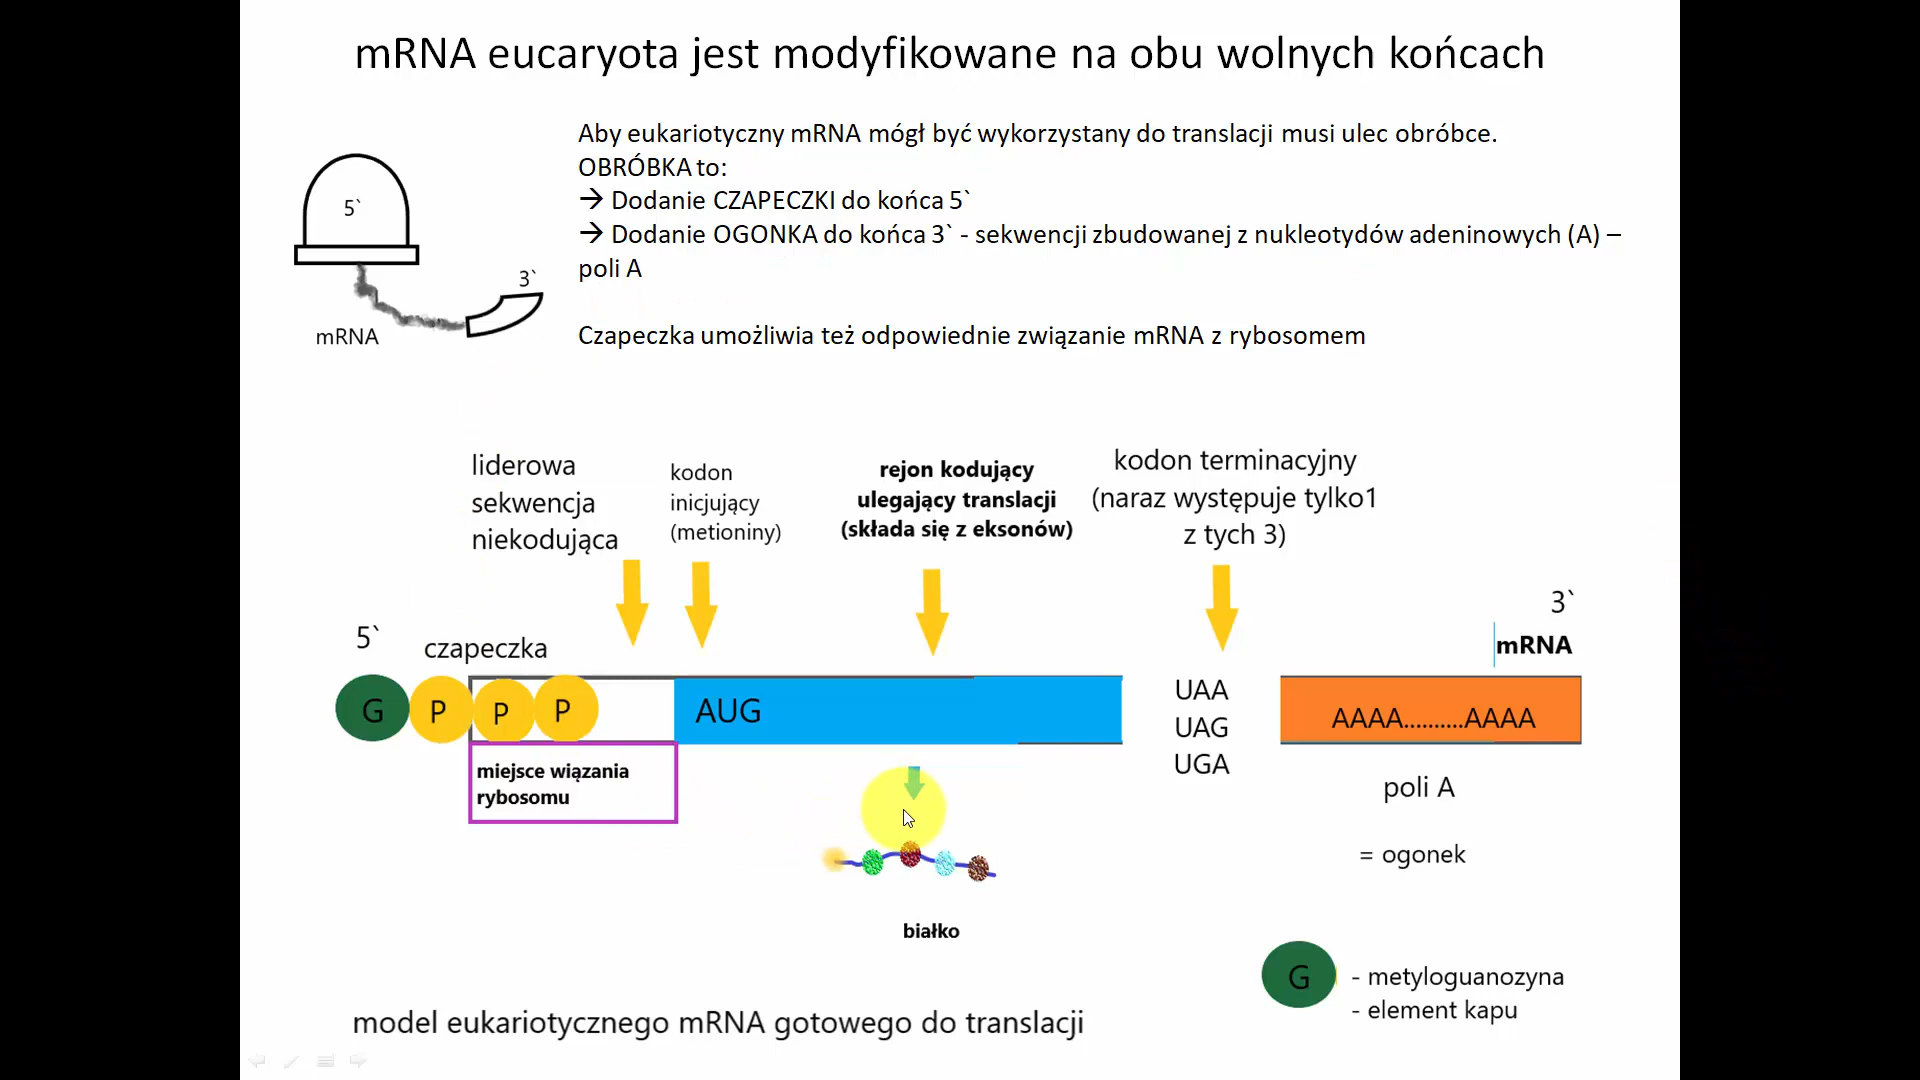 mRNA eucaryota jest modyfikowane na obu wolnych końcach
Aby eukariotyczny mRNA mógł być wykorzystany do translacji musi ulec obróbce.
OBRÓBKA to:
→ Dodanie CZAPECZKI do końca 5`
→ Dodanie OGONKA do końca 3` - sekwencji zbudowanej z nukleotydów adeninowych (A) –
poli A
Czapeczka umożliwia też odpowiednie związanie mRNA z rybosomem
5`
3`
mRNA
liderowa
sekwencja
niekodująca
kodon
inicjujący
(metioniny)
rejon kodujący
ulegający translacji
(składa się z eksonów)
kodon terminacyjny
(naraz występuje tylko1
z tych 3)
5`
czapeczka
3`
mRNA
G P P P
AUG
UAA
UAG
UGA
AAAA..........AAAA
miejsce wiązania
rybosomu
poli A
= ogonek
białko
G
- metyloguanozyna
- element kapu
model eukariotycznego mRNA gotowego do translacji